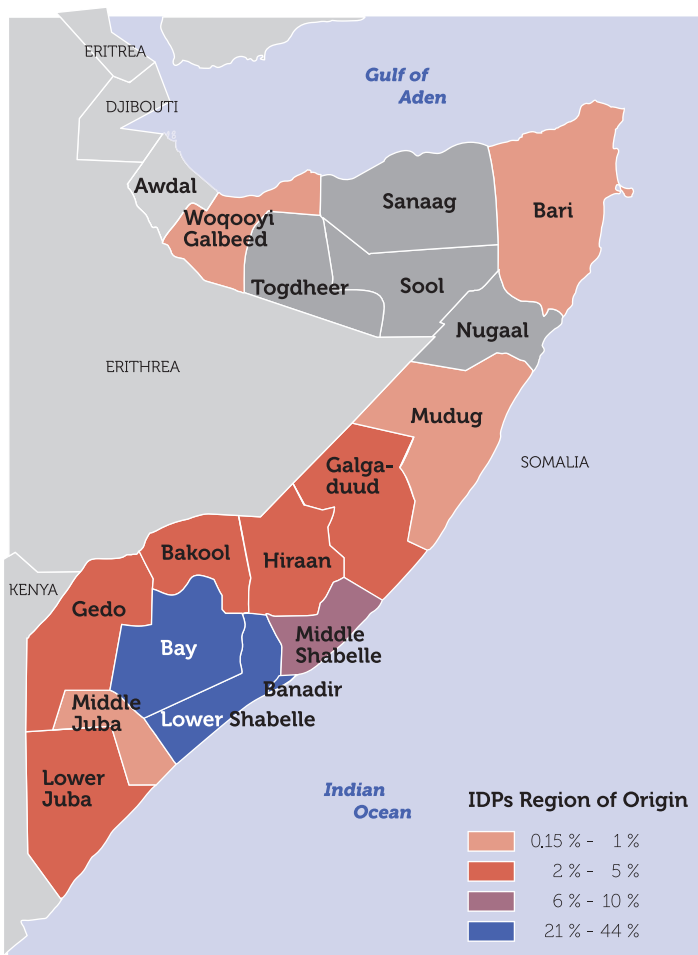 ERITREA
Gulf of
Aden
DJIBOUTI
Awdal
Sanaag
Bari
Woqooyi
Galbeed
Togdheer
Sool
Nugaal
ERITHREA
Mudug
SOMALIA
Galga-
duud
Bakool
Hiraan
KENYA
Gedo
Bay
Middle
Shabelle
Banadir
Middle
Juba
Lower Shabelle
Lower
Juba
Indian
Ocean
IDPs Region of Origin
0.15 % - 1 %
2 % - 5 %
6 % - 10 %
21 % - 44 %